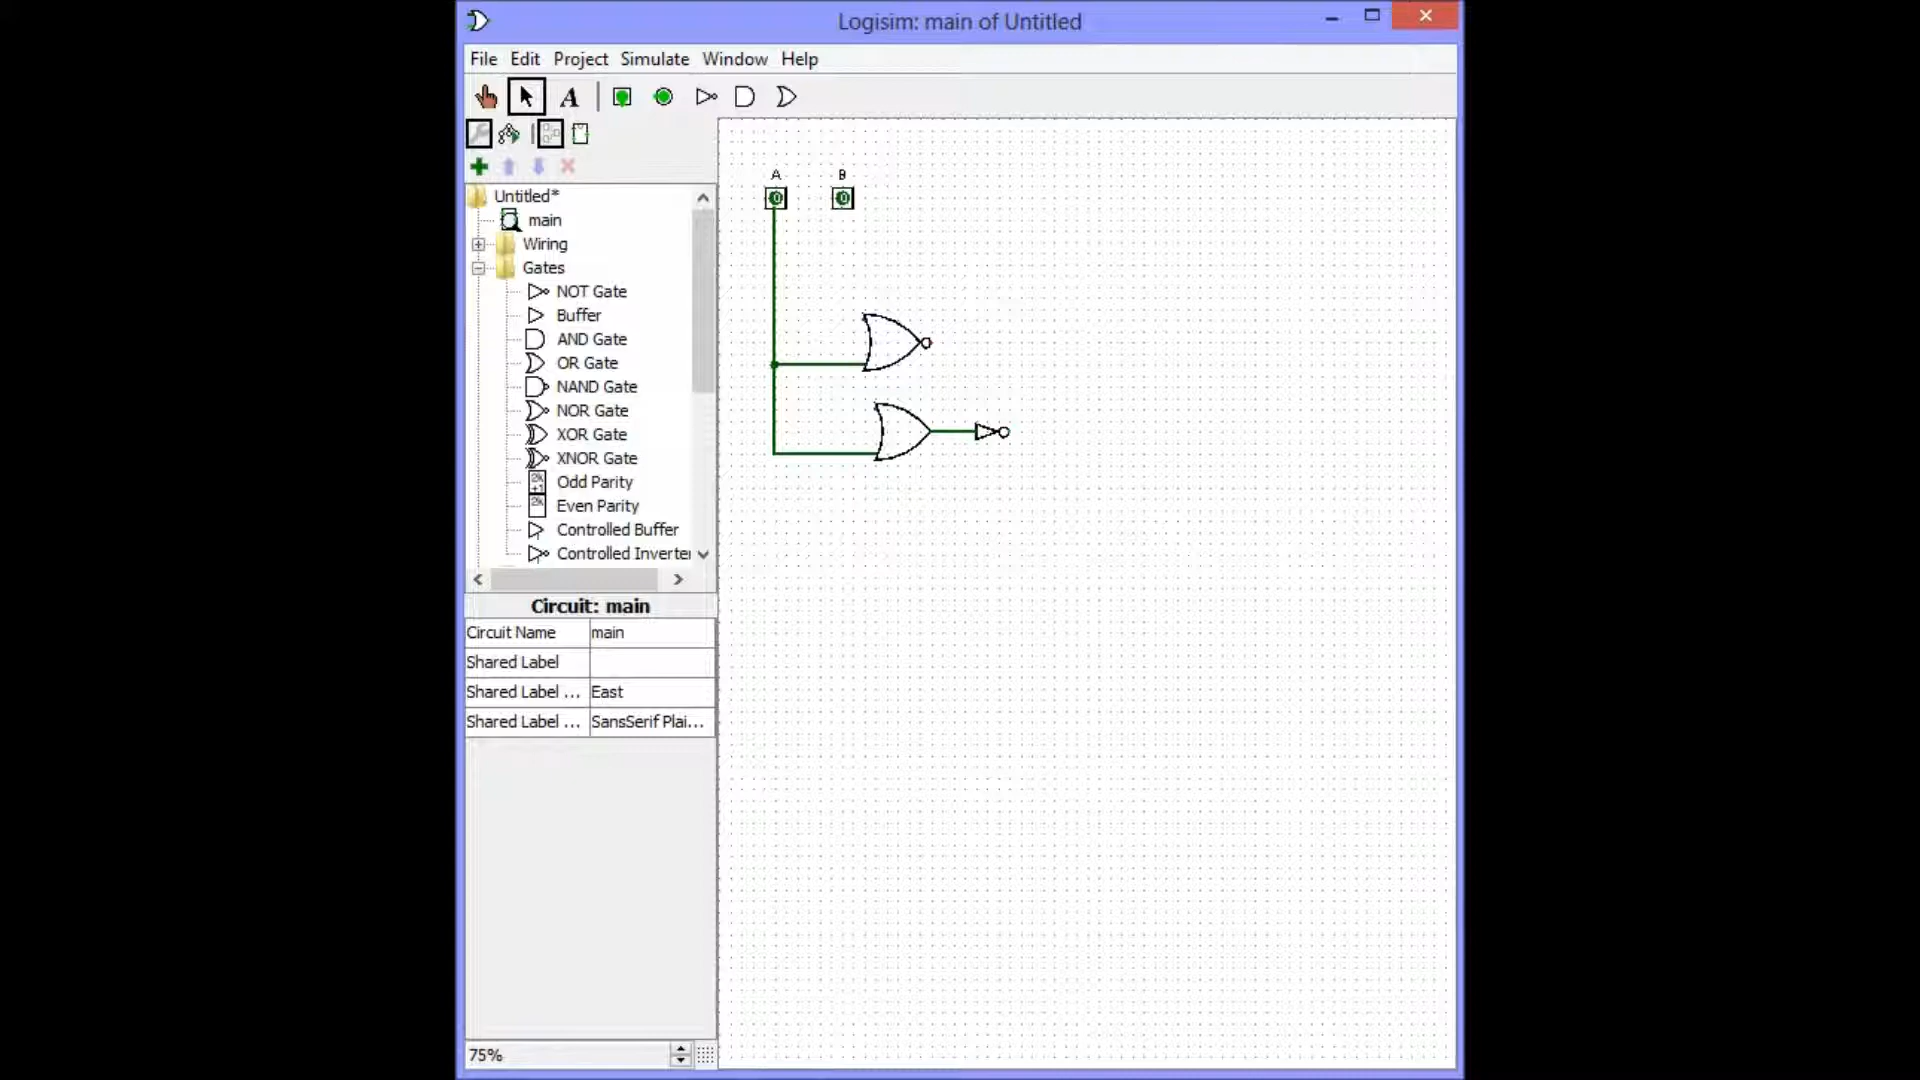 Logisim: main of Untitled
File Edit Project Simulate Window Help
A
A B
0 0
Untitled*
main
Wiring
Gates
NOT Gate
Buffer
AND Gate
OR Gate
NAND Gate
NOR Gate
XOR Gate
XNOR Gate
Odd Parity
Even Parity
Controlled Buffer
Controlled Inverter
Circuit: main
Circuit Name main
Shared Label
Shared Label ... East
Shared Label ... SansSerif Plai...
75%